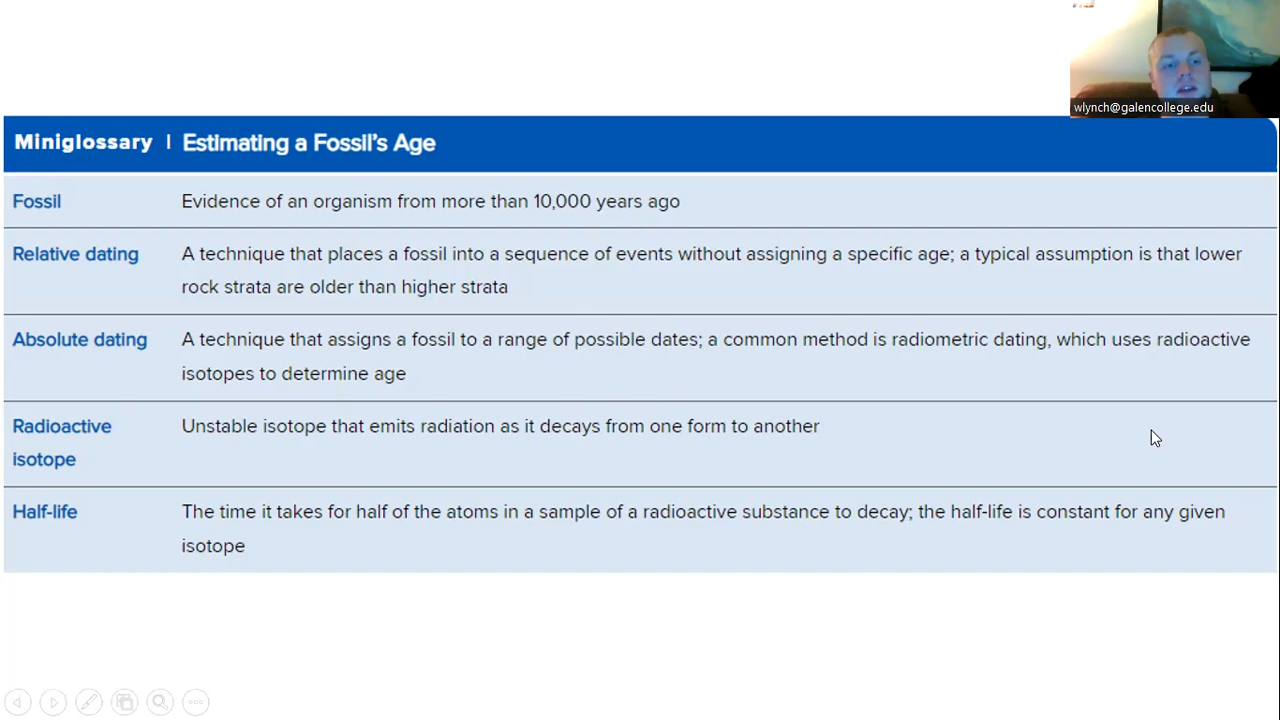 wlynch@galencollege.edu
Miniglossary | Estimating a Fossil's Age
Fossil Evidence of an organism from more than 10,000 years ago
Relative dating A technique that places a fossil into a sequence of events without assigning a specific age; a typical assumption is that lower
rock strata are older than higher strata
Absolute dating A technique that assigns a fossil to a range of possible dates; a common method is radiometric dating, which uses radioactive
isotopes to determine age
Radioactive Unstable isotope that emits radiation as it decays from one form to another
isotope
Half-life The time it takes for half of the atoms in a sample of a radioactive substance to decay; the half-life is constant for any given
isotope